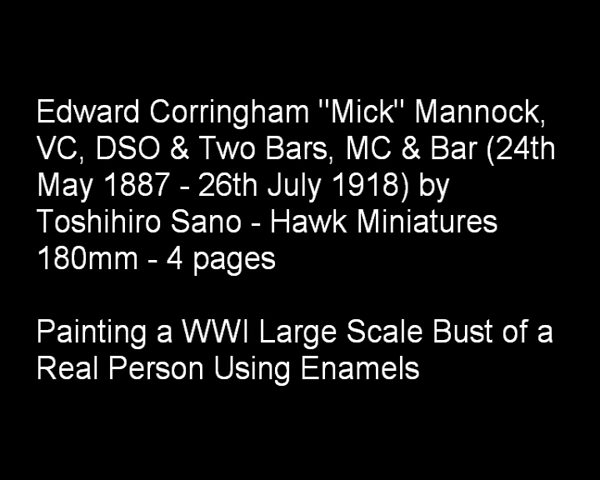 Edward Corringham "Mick" Mannock,
VC, DSO & Two Bars, MC & Bar (24th
May 1887 - 26th July 1918) by
Toshihiro Sano - Hawk Miniatures
180mm - 4 pages
Painting a WWI Large Scale Bust of a
Real Person Using Enamels